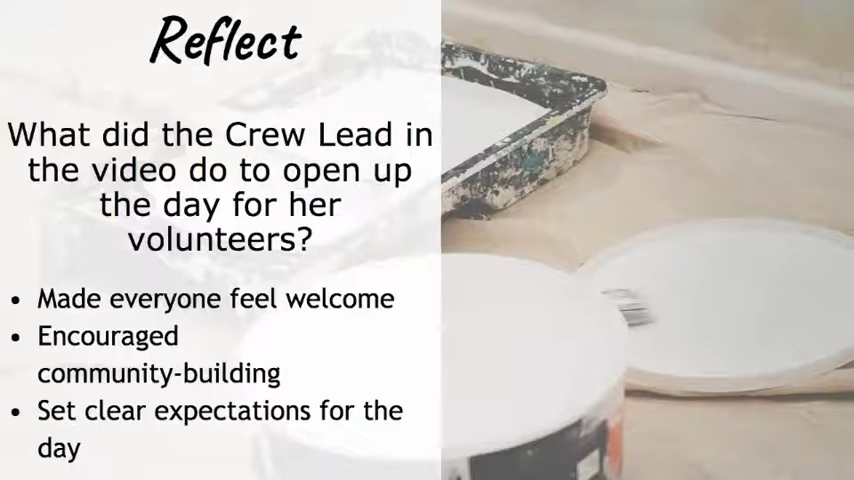 Reflect
What did the Crew Lead in
the video do to open up
the day for her
volunteers?
• Made everyone feel welcome
• Encouraged
community-building
• Set clear expectations for the
day